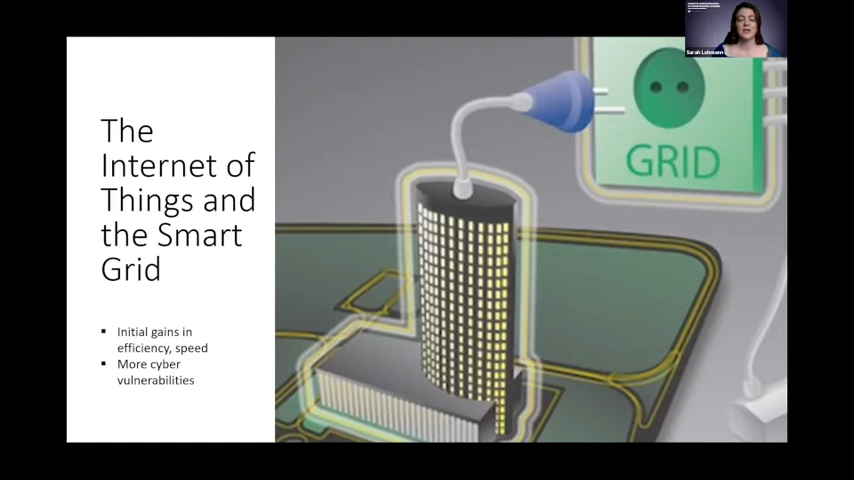 Sarah Lohmann
The
Internet of
Things and
the Smart
Grid
▪ Initial gains in
efficiency, speed
▪ More cyber
vulnerabilities
GRID